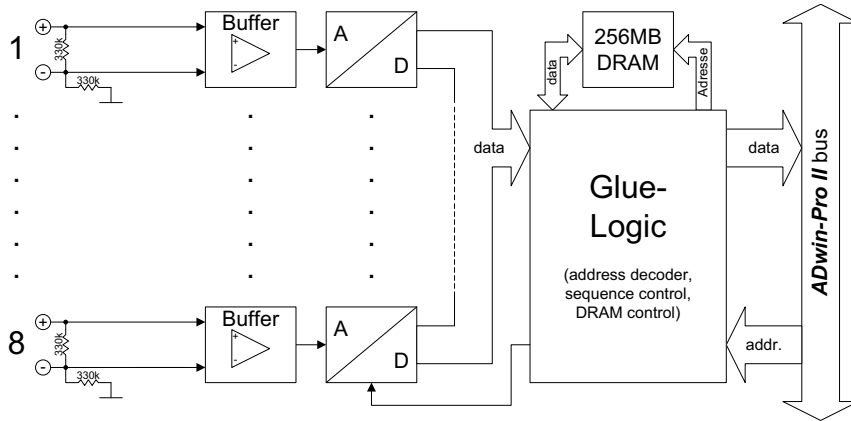 1
+
-
330k
330k
Buffer
+
-
A
D
256MB
DRAM
data
Adresse
data
data
Glue-
Logic
(address decoder,
sequence control,
DRAM control)
ADwin-Pro II bus
8
+
-
330k
330k
Buffer
+
-
A
D
addr.